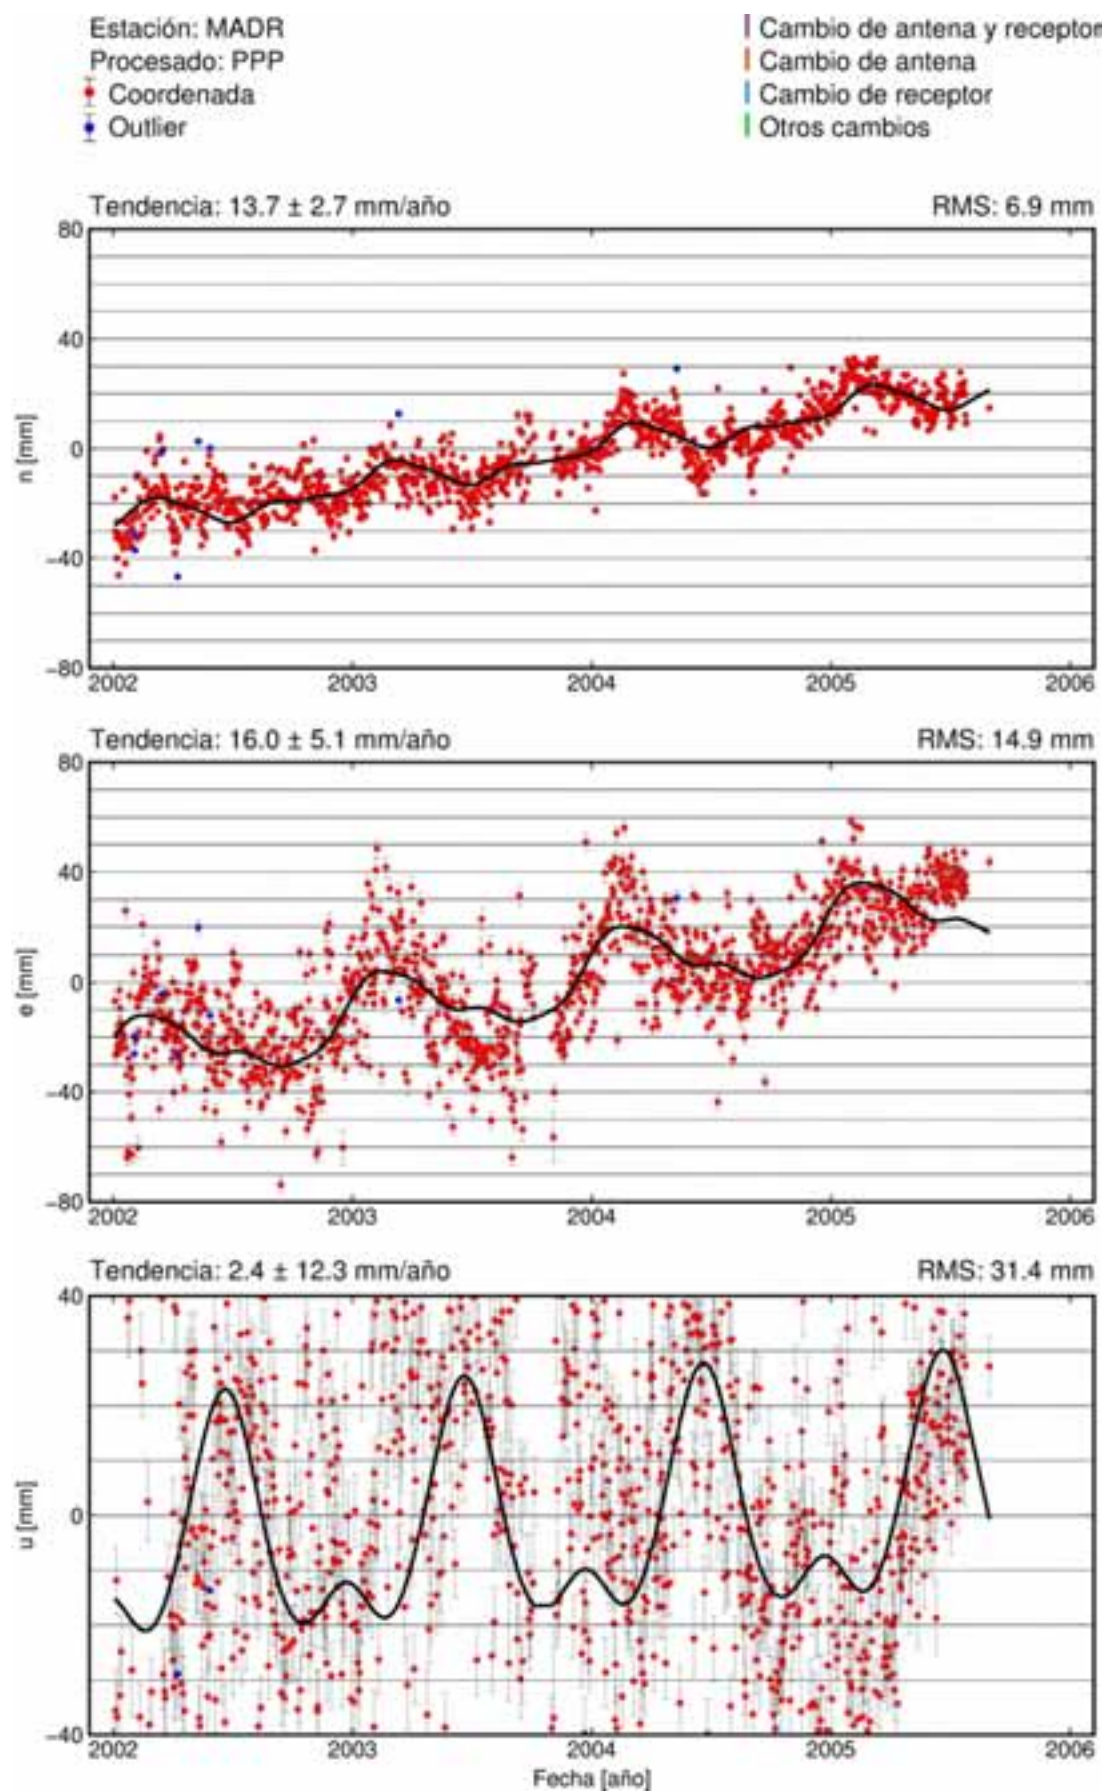 Estación: MADR
Procesado: PPP
Coordenada
Outlier
Cambio de antena y receptor
Cambio de antena
Cambio de receptor
Otros cambios
Tendencia: 13.7 ± 2.7 mm/año RMS: 6.9 mm
80
40
0
−40
−80
n [mm]
2002 2003 2004 2005 2006
Tendencia: 16.0 ± 5.1 mm/año RMS: 14.9 mm
80
40
0
−40
−80
e [mm]
2002 2003 2004 2005 2006
Tendencia: 2.4 ± 12.3 mm/año RMS: 31.4 mm
40
0
−40
u [mm]
2002 2003 2004 2005 2006
Fecha [año]